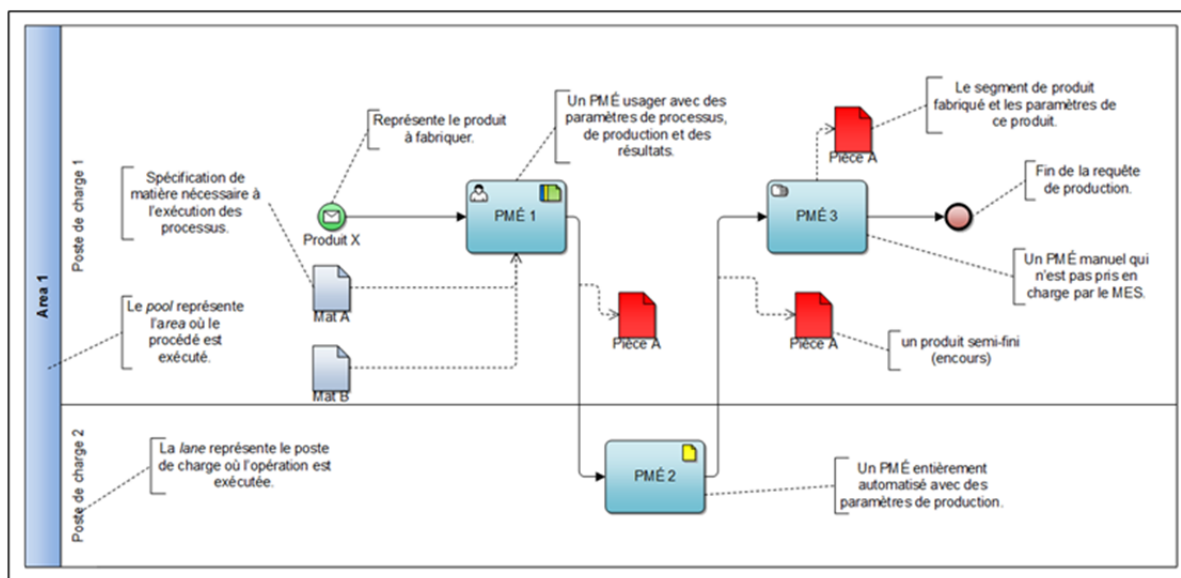 Area 1
Poste de charge 1
Spécification de
matière nécessaire à
l'exécution des
processus.
Le pool représente
l'area où le
procédé est
exécuté.
Représente le produit
à fabriquer.
Produit X
Mat A
Mat B
Un PMÉ usager avec des
paramètres de processus,
de production et des
résultats.
PMÉ 1
Pièce A
PMÉ 3
Pièce A
Le segment de produit
fabriqué et les paramètres de
ce produit.
Fin de la requête
de production.
Un PMÉ manuel qui
n'est pas pris en
charge par le MES.
Pièce A
un produit semi-fini
(encours)
Poste de charge 2
La lane représente le poste
de charge où l'opération est
exécutée.
PMÉ 2
Un PMÉ entièrement
automatisé avec des
paramètres de production.